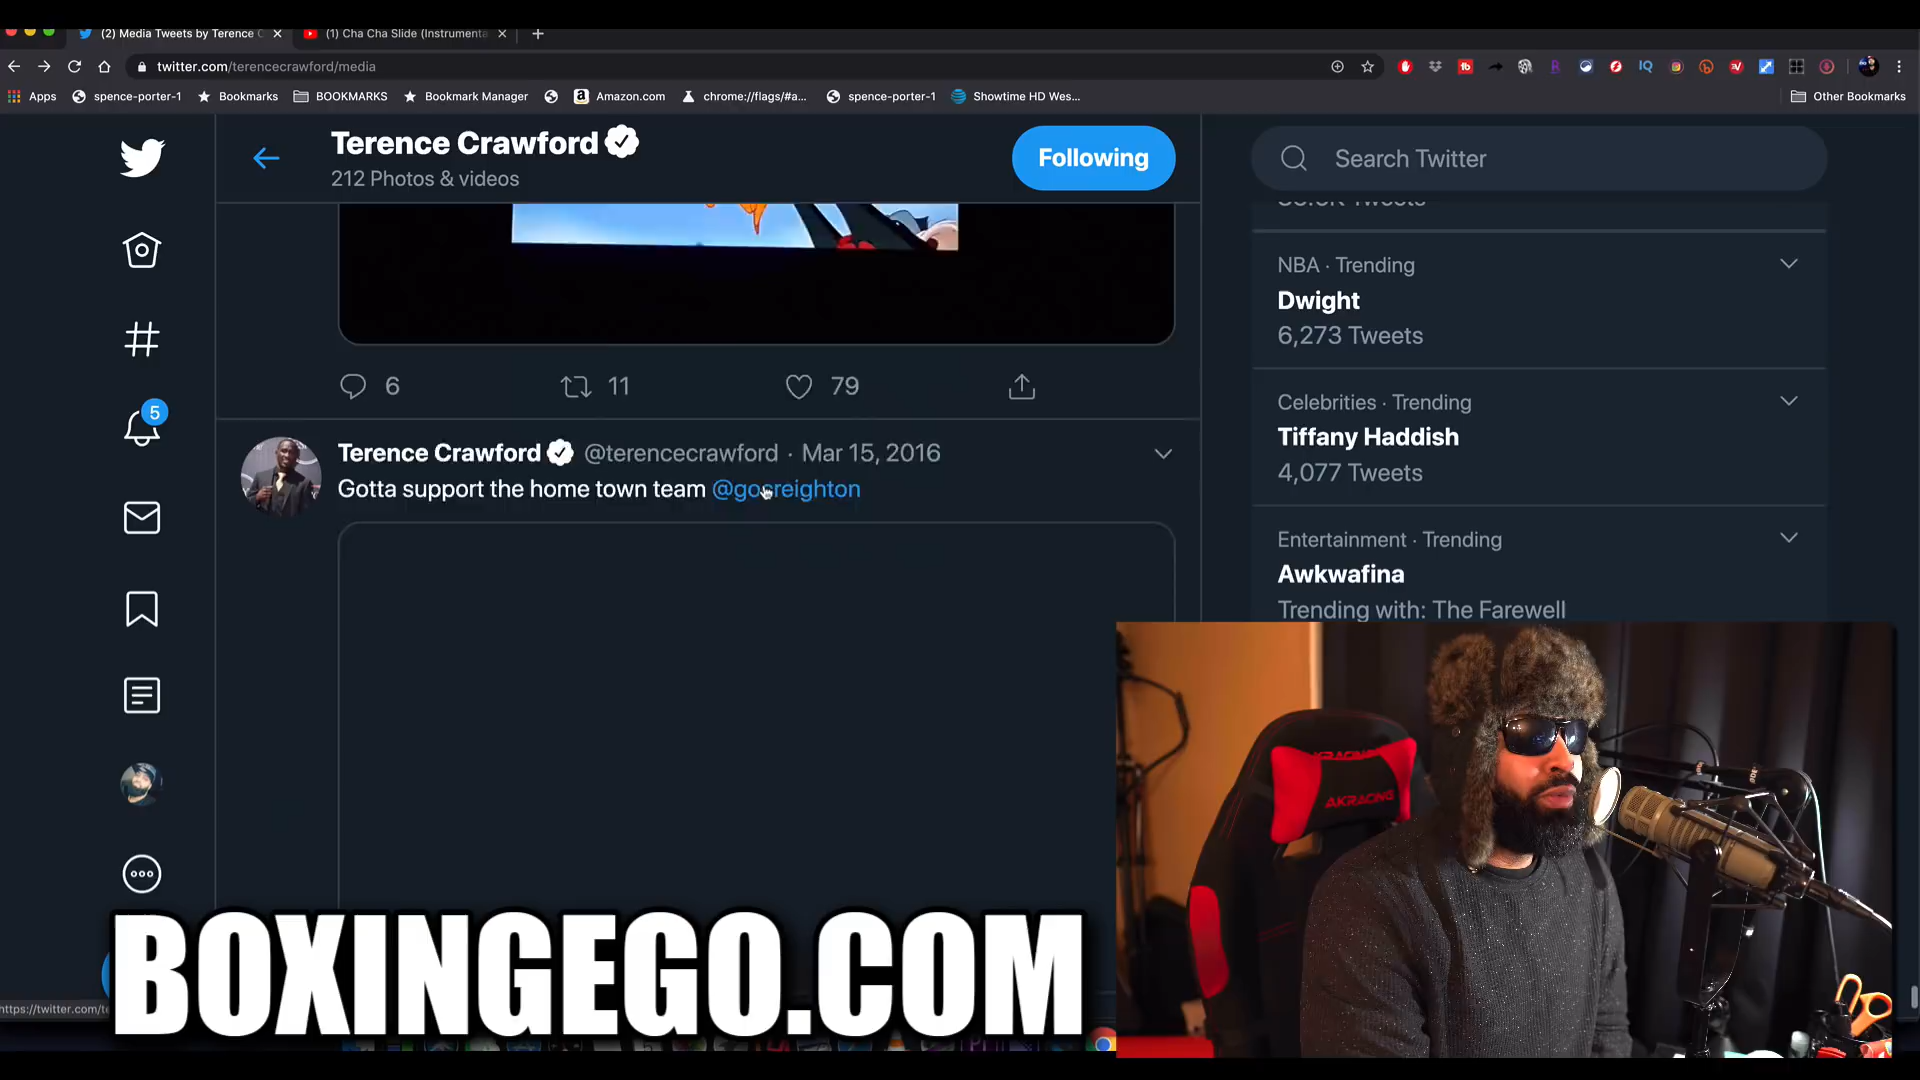 (2) Media Tweets by Terence C
(1) Cha Cha Slide (Instrumenta
twitter.com/terencecrawford/media
Apps
spence-porter-1
Bookmarks
BOOKMARKS
Bookmark Manager
Amazon.com
chrome://flags/#a...
spence-porter-1
Showtime HD Wes...
Other Bookmarks
Terence Crawford
212 Photos & videos
Following
Search Twitter
NBA · Trending
Dwight
6,273 Tweets
6
11
79
Celebrities · Trending
Tiffany Haddish
4,077 Tweets
5
Terence Crawford @terencecrawford · Mar 15, 2016
Gotta support the home town team @gocreighton
Entertainment · Trending
Awkwafina
Trending with: The Farewell
AKRACING
BOXINGEGO.COM
https://twitter.com/te